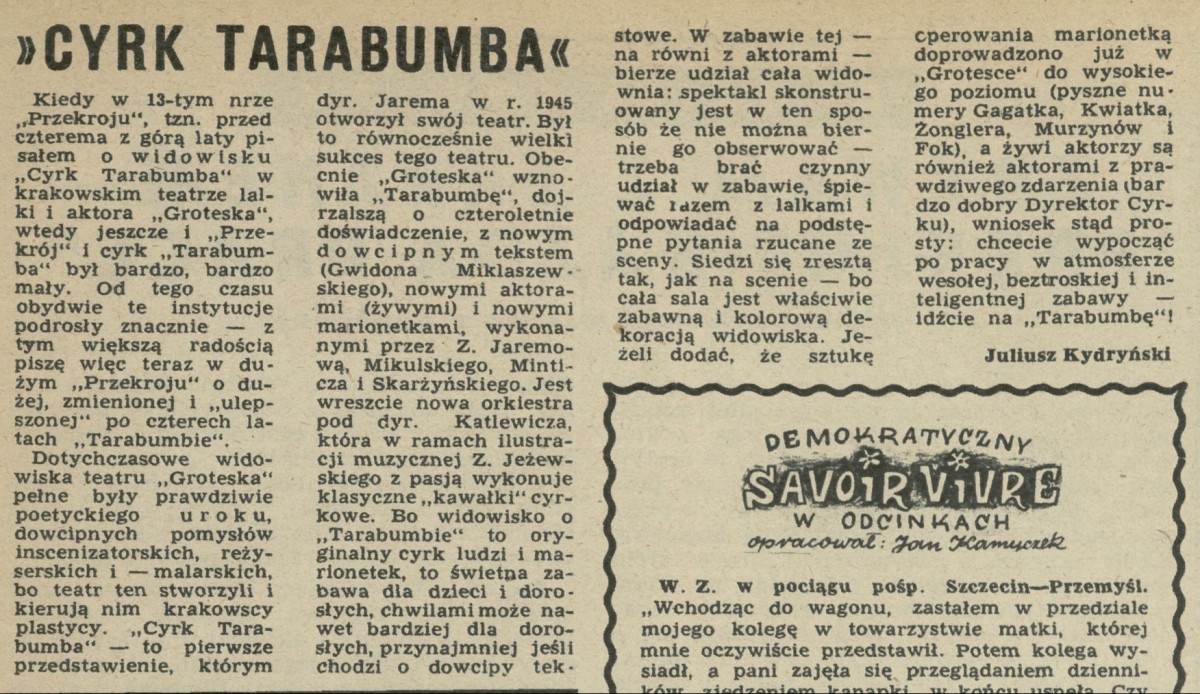 »CYRK TARABUMBA«
Kiedy w 13-tym nrze
„Przekroju“, tzn. przed
czterema z górą laty pi-
sałem o widowisku
„Cyrk Tarabumba“ w
krakowskim teatrze lal-
ki i aktora „Groteska“,
wtedy jeszcze i „Prze-
krój“ i cyrk „Tarabum-
ba“ był bardzo, bardzo
mały. Od tego czasu
obydwie te instytucje
podrosły znacznie — z
tym większą radością
piszę więc teraz w du-
żym „Przekroju“ o du-
żej, zmienionej i „ulep-
szonej“ po czterech la-
tach „Tarabumbie“.
Dotychczasowe wido-
wiska teatru „Groteska“
pełne były prawdziwie
poetyckiego uroku,
dowcipnych pomysłów
inscenizatorskich, reży-
serskich i — malarskich,
bo teatr ten stworzyli i
kierują nim krakowscy
plastycy. „Cyrk Tara-
bumba“ — to pierwsze
przedstawienie, którym
dyr. Jarema w r. 1945
otworzył swój teatr. Był
to równocześnie wielki
sukces tego teatru. Obe-
cnie „Groteska“ wzno-
wiła „Tarabumbę“, doj-
rzalszą o czteroletnie
doświadczenie, z nowym
dowcipnym tekstem
(Gwidona Miklaszew-
skiego), nowymi aktora-
mi (żywymi) i nowymi
marionetkami, wykona-
nymi przez Z. Jaremo-
wą, Mikulskiego, Minti-
cza i Skarżyńskiego. Jest
wreszcie nowa orkiestra
pod dyr. Katlewicza,
która w ramach ilustra-
cji muzycznej Z. Jeżew-
skiego z pasją wykonuje
klasyczne „kawałki“ cyr-
kowe. Bo widowisko o
„Tarabumbie“ to ory-
ginalny cyrk ludzi i ma-
rionetek, to świetna za-
bawa dla dzieci i doro-
słych, chwilami może na-
wet bardziej dla doro-
słych, przynajmniej jeśli
chodzi o dowcipy tek-
stowe. W zabawie tej —
na równi z aktorami —
bierze udział cała wido-
wnia: spektakl skonstru-
owany jest w ten spo-
sób że nie można bier-
nie go obserwować —
trzeba brać czynny
udział w zabawie, śpie-
wać razem z lalkami i
odpowiadać na podstę-
pne pytania rzucane ze
sceny. Siedzi się zresztą
tak, jak na scenie — bo
cała sala jest właściwie
zabawną i kolorową de-
koracją widowiska. Je-
żeli dodać, że sztukę
operowania marionetką
doprowadzono już w
„Grotesce“ do wysokie-
go poziomu (pyszne nu-
mery Gagatka, Kwiatka,
Żonglera, Murzynów i
Fok), a żywi aktorzy są
również aktorami z pra-
wdziwego zdarzenia (bar
dzo dobry Dyrektor Cyr-
ku), wniosek stąd pro-
sty: chcecie wypocząć
po pracy w atmosferze
wesołej, beztroskiej i in-
teligentnej zabawy —
idźcie na „Tarabumbę“!
Juliusz Kydryński
DEMOKRATYCZNY
SAVOIR VIVRE
W ODCINKACH
opracował: Jan Kamyczek
W. Z. w pociągu pośp. Szczecin—Przemyśl.
„Wchodząc do wagonu, zastałem w przedziale
mojego kolegę w towarzystwie matki, której
mnie oczywiście przedstawił. Potem kolega wy-
siadł, a pani zajęła się przeglądaniem dzienni-
ków, zjedzeniem kanapki, w końcu usnęła. Czy